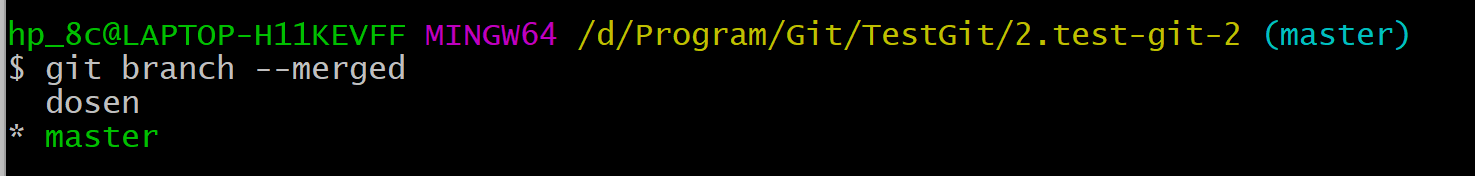 hp_8c@LAPTOP-H11KEVFF MINGW64 /d/Program/Git/TestGit/2.test-git-2 (master)
$ git branch --merged
  dosen
* master